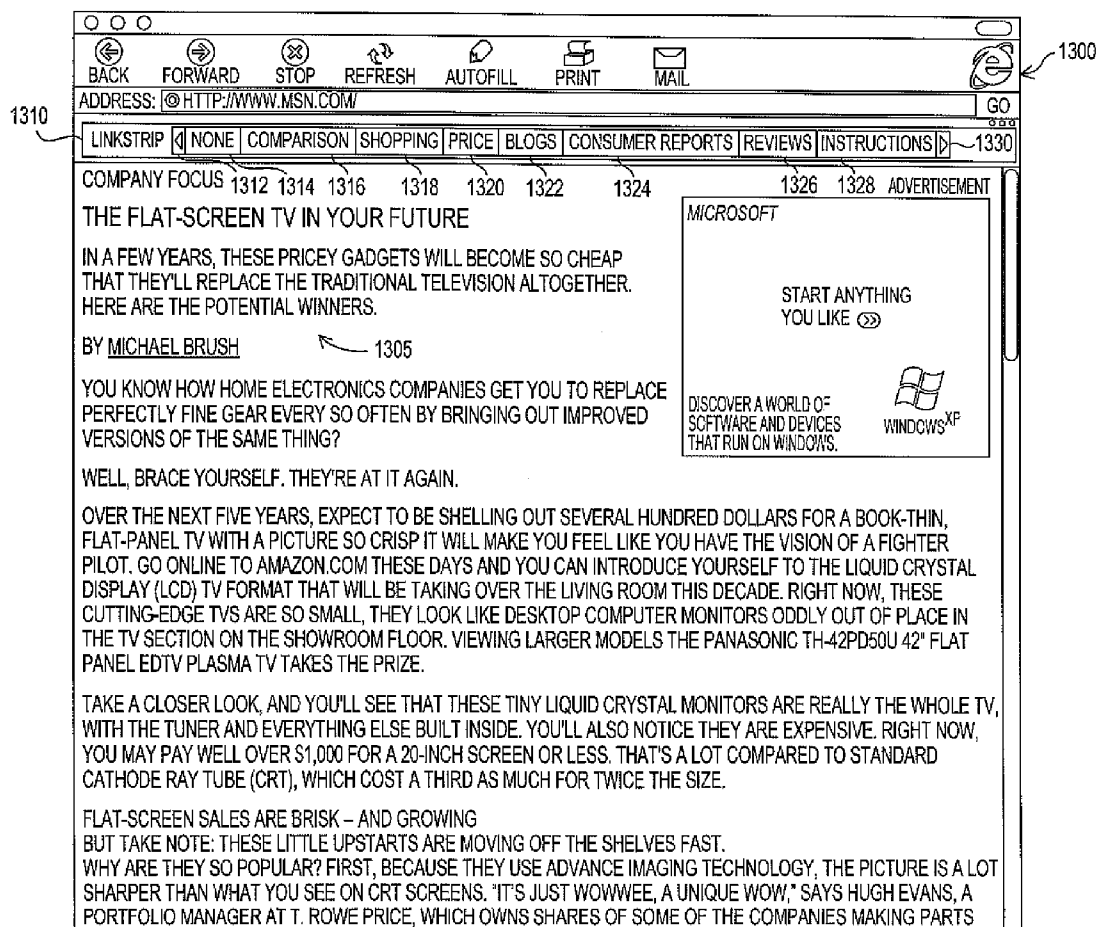 BACK FORWARD STOP REFRESH AUTOFILL PRINT MAIL
1300
ADDRESS: @ HTTP://WWW.MSN.COM/ GO
1310
LINKSTRIP NONE COMPARISON SHOPPING PRICE BLOGS CONSUMER REPORTS REVIEWS INSTRUCTIONS 1330
1312 1314 1316 1318 1320 1322 1324 1326 1328
COMPANY FOCUS
ADVERTISEMENT
THE FLAT-SCREEN TV IN YOUR FUTURE
IN A FEW YEARS, THESE PRICEY GADGETS WILL BECOME SO CHEAP
THAT THEY'LL REPLACE THE TRADITIONAL TELEVISION ALTOGETHER.
HERE ARE THE POTENTIAL WINNERS.
BY MICHAEL BRUSH
1305
MICROSOFT
START ANYTHING
YOU LIKE
DISCOVER A WORLD OF
SOFTWARE AND DEVICES
THAT RUN ON WINDOWS.
WINDOWS XP
YOU KNOW HOW HOME ELECTRONICS COMPANIES GET YOU TO REPLACE
PERFECTLY FINE GEAR EVERY SO OFTEN BY BRINGING OUT IMPROVED
VERSIONS OF THE SAME THING?
WELL, BRACE YOURSELF. THEY'RE AT IT AGAIN.
OVER THE NEXT FIVE YEARS, EXPECT TO BE SHELLING OUT SEVERAL HUNDRED DOLLARS FOR A BOOK-THIN,
FLAT-PANEL TV WITH A PICTURE SO CRISP IT WILL MAKE YOU FEEL LIKE YOU HAVE THE VISION OF A FIGHTER
PILOT. GO ONLINE TO AMAZON.COM THESE DAYS AND YOU CAN INTRODUCE YOURSELF TO THE LIQUID CRYSTAL
DISPLAY (LCD) TV FORMAT THAT WILL BE TAKING OVER THE LIVING ROOM THIS DECADE. RIGHT NOW, THESE
CUTTING-EDGE TVS ARE SO SMALL, THEY LOOK LIKE DESKTOP COMPUTER MONITORS ODDLY OUT OF PLACE IN
THE TV SECTION ON THE SHOWROOM FLOOR. VIEWING LARGER MODELS THE PANASONIC TH-42PD50U 42" FLAT
PANEL EDTV PLASMA TV TAKES THE PRIZE.
TAKE A CLOSER LOOK, AND YOU'LL SEE THAT THESE TINY LIQUID CRYSTAL MONITORS ARE REALLY THE WHOLE TV,
WITH THE TUNER AND EVERYTHING ELSE BUILT INSIDE. YOU'LL ALSO NOTICE THEY ARE EXPENSIVE. RIGHT NOW,
YOU MAY PAY WELL OVER $1,000 FOR A 20-INCH SCREEN OR LESS. THAT'S A LOT COMPARED TO STANDARD
CATHODE RAY TUBE (CRT), WHICH COST A THIRD AS MUCH FOR TWICE THE SIZE.
FLAT-SCREEN SALES ARE BRISK – AND GROWING
BUT TAKE NOTE: THESE LITTLE UPSTARTS ARE MOVING OFF THE SHELVES FAST.
WHY ARE THEY SO POPULAR? FIRST, BECAUSE THEY USE ADVANCE IMAGING TECHNOLOGY, THE PICTURE IS A LOT
SHARPER THAN WHAT YOU SEE ON CRT SCREENS. "IT'S JUST WOWWEE, A UNIQUE WOW," SAYS HUGH EVANS, A
PORTFOLIO MANAGER AT T. ROWE PRICE, WHICH OWNS SHARES OF SOME OF THE COMPANIES MAKING PARTS